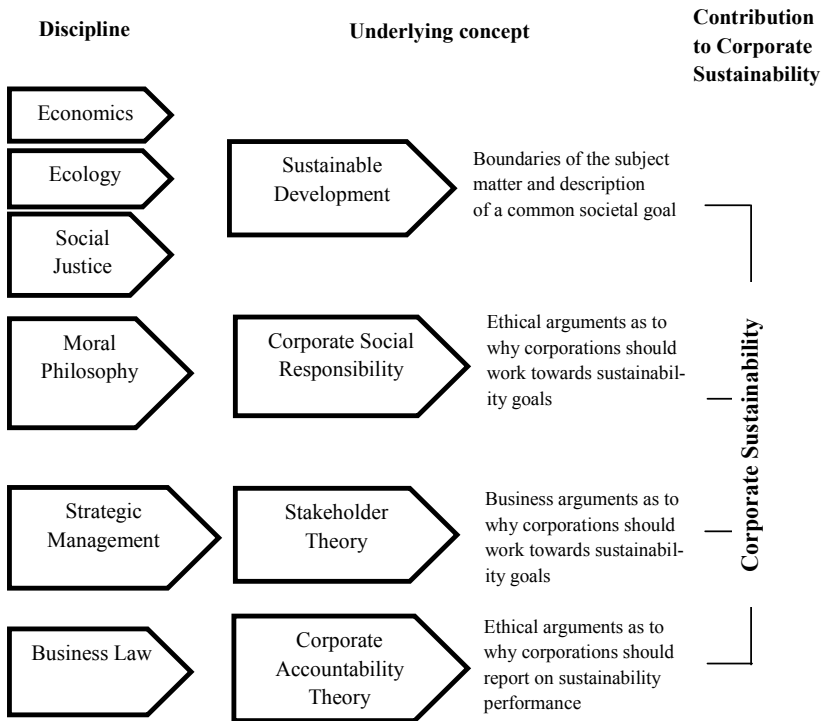 Discipline
Underlying concept
Contribution
to Corporate
Sustainability
Economics
Ecology
Social
Justice
Sustainable
Development
Boundaries of the subject
matter and description
of a common societal goal
Moral
Philosophy
Corporate Social
Responsibility
Ethical arguments as to
why corporations should
work towards sustainabil-
ity goals
Strategic
Management
Stakeholder
Theory
Business arguments as to
why corporations should
work towards sustainabil-
ity goals
Business Law
Corporate
Accountability
Theory
Ethical arguments as to
why corporations should
report on sustainability
performance
Corporate Sustainability